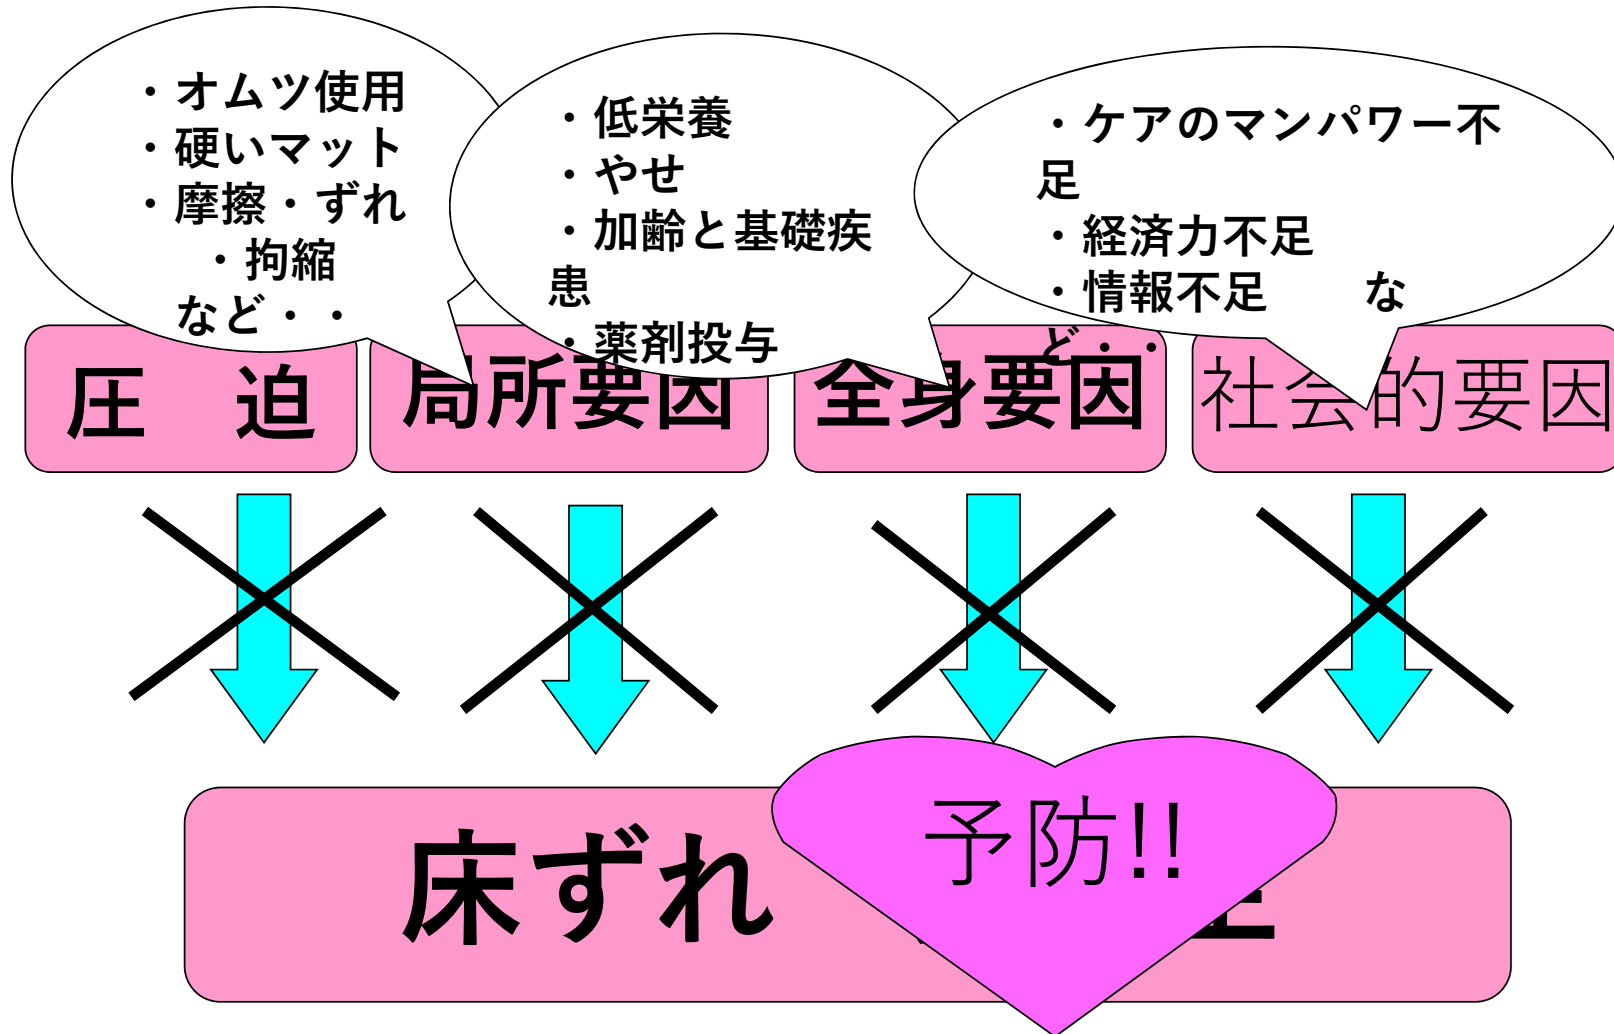 ・オムツ使用
・硬いマット
・摩擦・ずれ
・拘縮
など・・
・低栄養
・やせ
・加齢と基礎疾
患
・薬剤投与
・ケアのマンパワー不
足
・経済力不足
・情報不足　　な
ど・・
圧　迫
局所要因
全身要因
社会的要因
床ずれ
予防!!